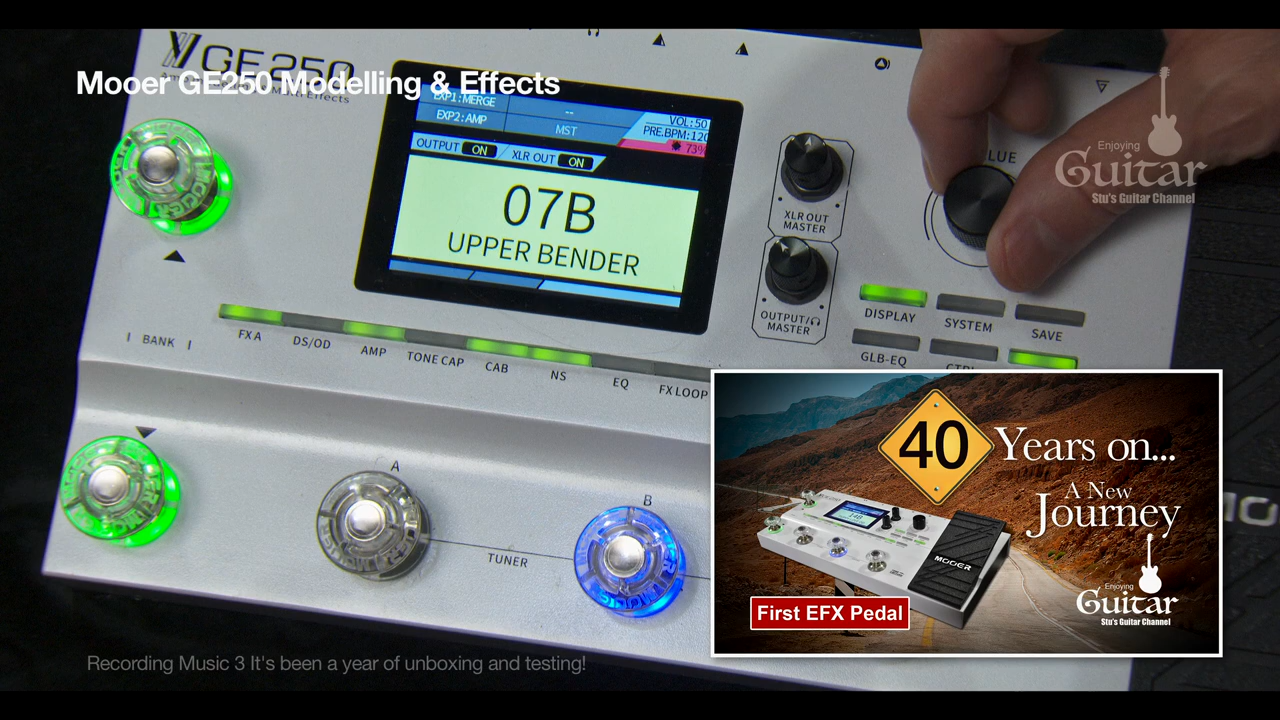 GE250
Mooer GE250 Modelling & Effects
EXP1:MERGE
--
EXP2:AMP
MST
VOL:50
PRE.BPM:120
73%
OUTPUT ON XLR OUT ON
07B
UPPER BENDER
XLR OUT
MASTER
OUTPUT/
MASTER
Enjoying
Guitar
Stu's Guitar Channel
DISPLAY SYSTEM SAVE
GLB-EQ
BANK
FX A DS/OD AMP TONE CAP CAB NS EQ FX LOOP
A
B
TUNER
40 Years on...
A New
Journey
MOOER
Enjoying
Guitar
Stu's Guitar Channel
First EFX Pedal
Recording Music 3 It's been a year of unboxing and testing!